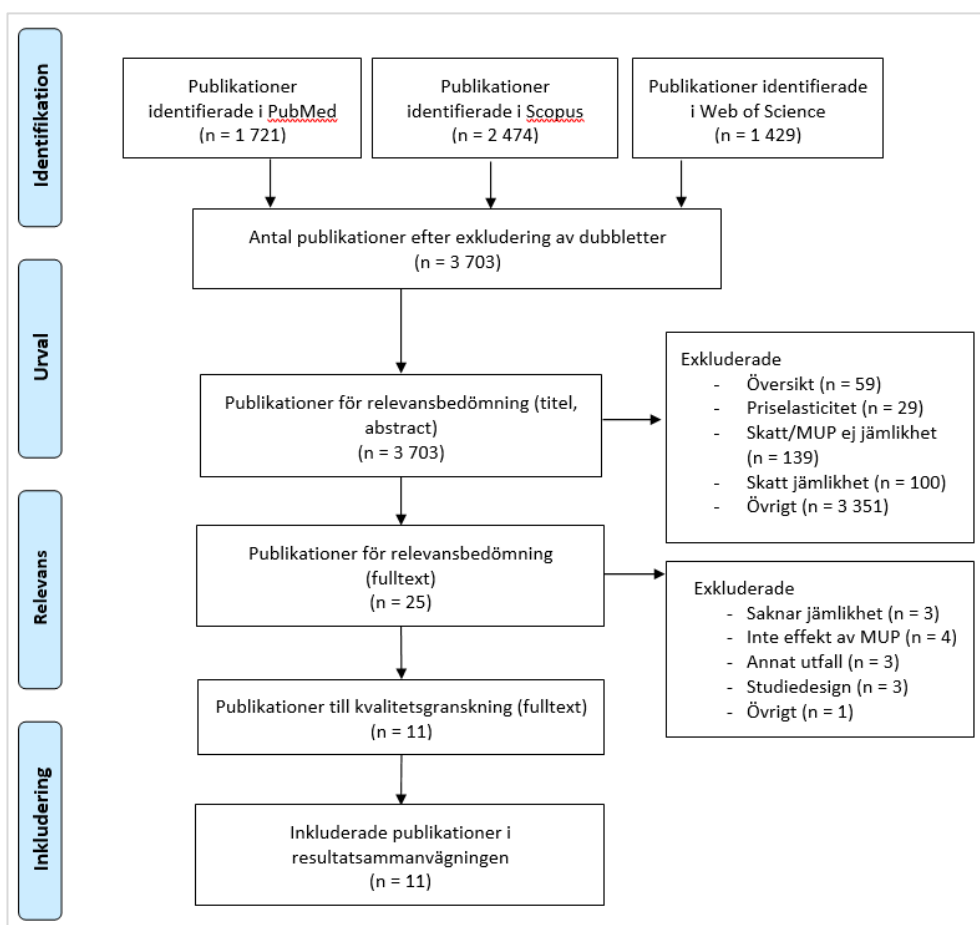 Identifikation
Publikationer
identifierade i PubMed
(n = 1 721)
Publikationer
identifierade i Scopus
(n = 2 474)
Publikationer identifierade
i Web of Science
(n = 1 429)
Antal publikationer efter exkludering av dubbletter
(n = 3 703)
Urval
Publikationer för relevansbedömning (titel,
abstract)
(n = 3 703)
Exkluderade
- Översikt (n = 59)
- Priselasticitet (n = 29)
- Skatt/MUP ej jämlikhet
(n = 139)
- Skatt jämlikhet (n = 100)
- Övrigt (n = 3 351)
Relevans
Publikationer för relevansbedömning
(fulltext)
(n = 25)
Exkluderade
- Saknar jämlikhet (n = 3)
- Inte effekt av MUP (n = 4)
- Annat utfall (n = 3)
- Studiedesign (n = 3)
- Övrigt (n = 1)
Publikationer till kvalitetsgranskning (fulltext)
(n = 11)
Inkludering
Inkluderade publikationer i
resultatsammanvägningen
(n = 11)